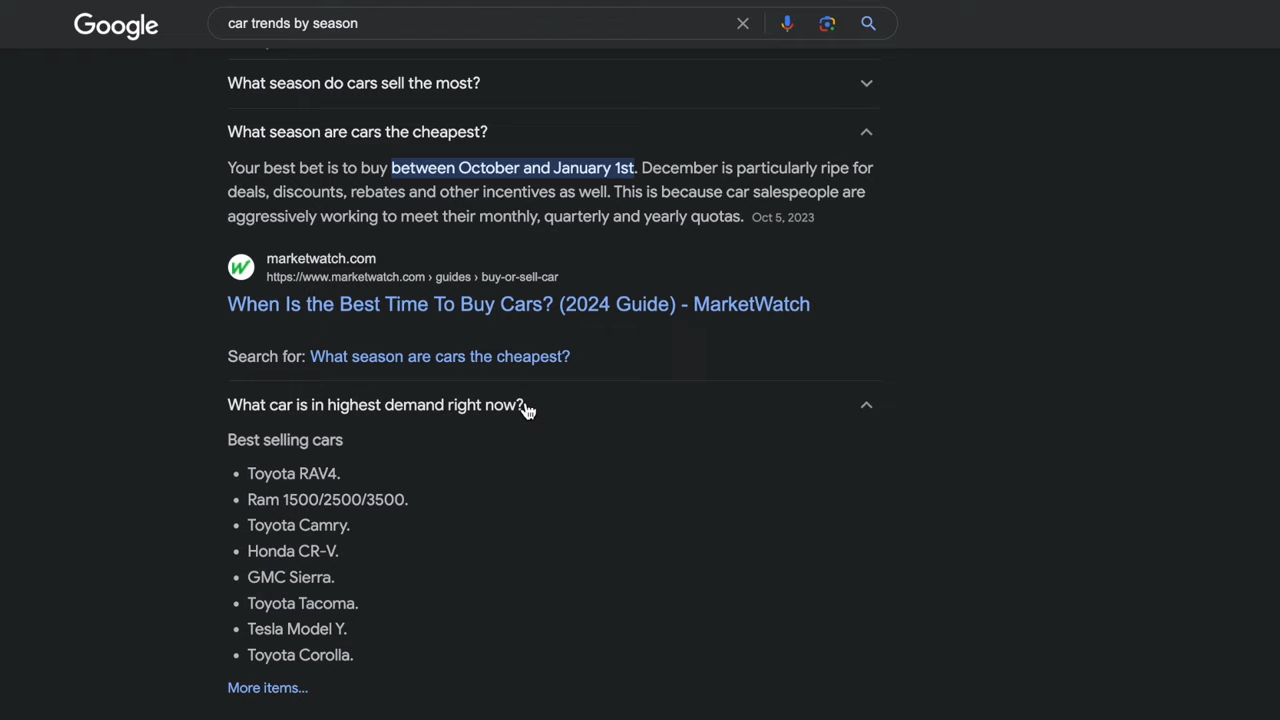 Google
car trends by season
What season do cars sell the most?
What season are cars the cheapest?
Your best bet is to buy between October and January 1st. December is particularly ripe for
deals, discounts, rebates and other incentives as well. This is because car salespeople are
aggressively working to meet their monthly, quarterly and yearly quotas. Oct 5, 2023
marketwatch.com
https://www.marketwatch.com › guides › buy-or-sell-car
When Is the Best Time To Buy Cars? (2024 Guide) - MarketWatch
Search for: What season are cars the cheapest?
What car is in highest demand right now?
Best selling cars
• Toyota RAV4.
• Ram 1500/2500/3500.
• Toyota Camry.
• Honda CR-V.
• GMC Sierra.
• Toyota Tacoma.
• Tesla Model Y.
• Toyota Corolla.
More items...